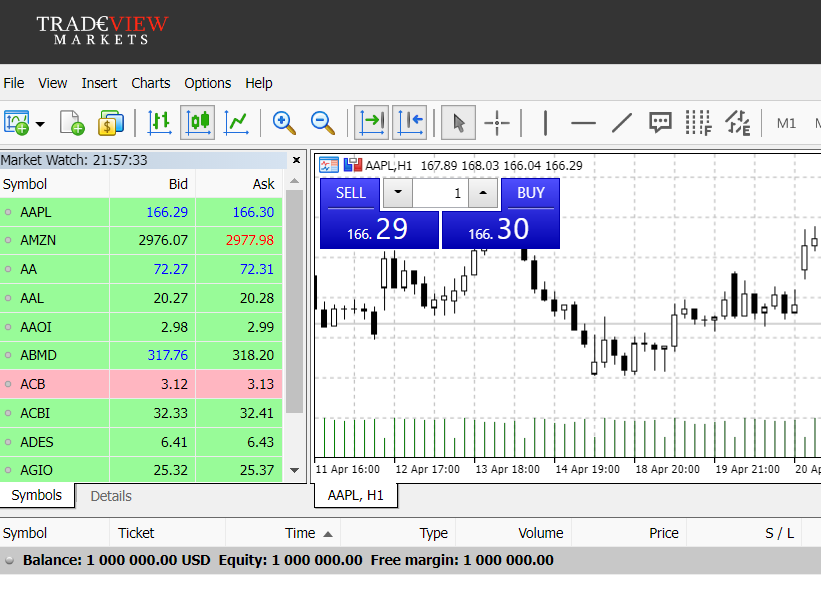 TRAD€VIEW
MARKETS
File View Insert Charts Options Help
M1
Market Watch: 21:57:33
Symbol Bid Ask
AAPL 166.29 166.30
AMZN 2976.07 2977.98
AA 72.27 72.31
AAL 20.27 20.28
AAOI 2.98 2.99
ABMD 317.76 318.20
ACB 3.12 3.13
ACBI 32.33 32.41
ADES 6.41 6.43
AGIO 25.32 25.37
Symbols Details
AAPL,H1 167.89 168.03 166.04 166.29
SELL 1 BUY
166.29 166.30
11 Apr 16:00 12 Apr 17:00 13 Apr 18:00 14 Apr 19:00 18 Apr 20:00 19 Apr 21:00 20 Ap
AAPL, H1
Symbol Ticket Time Type Volume Price S / L
Balance: 1 000 000.00 USD Equity: 1 000 000.00 Free margin: 1 000 000.00